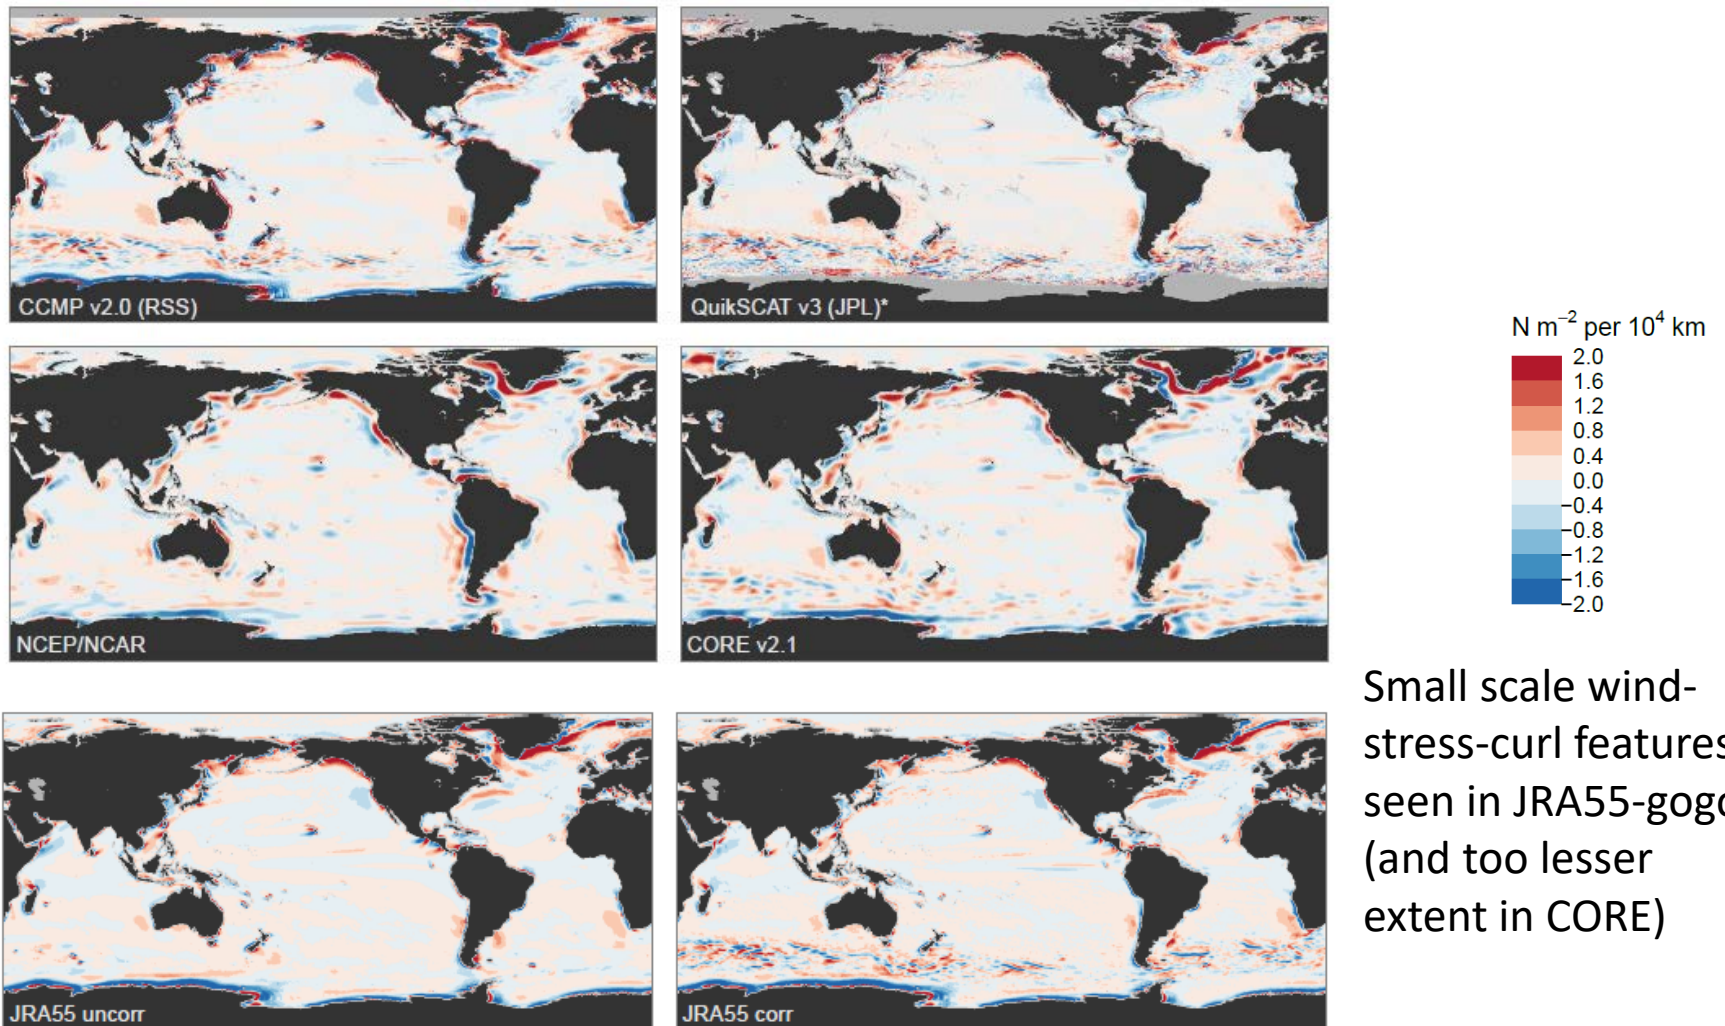 CCMP v2.0 (RSS)
QuikSCAT v3 (JPL)*
NCEP/NCAR
CORE v2.1
JRA55 uncorr
JRA55 corr
N m⁻² per 10⁴ km
2.0
1.6
1.2
0.8
0.4
0.0
−0.4
−0.8
−1.2
−1.6
−2.0
Small scale wind-
stress-curl features
seen in JRA55-gogo
(and too lesser
extent in CORE)